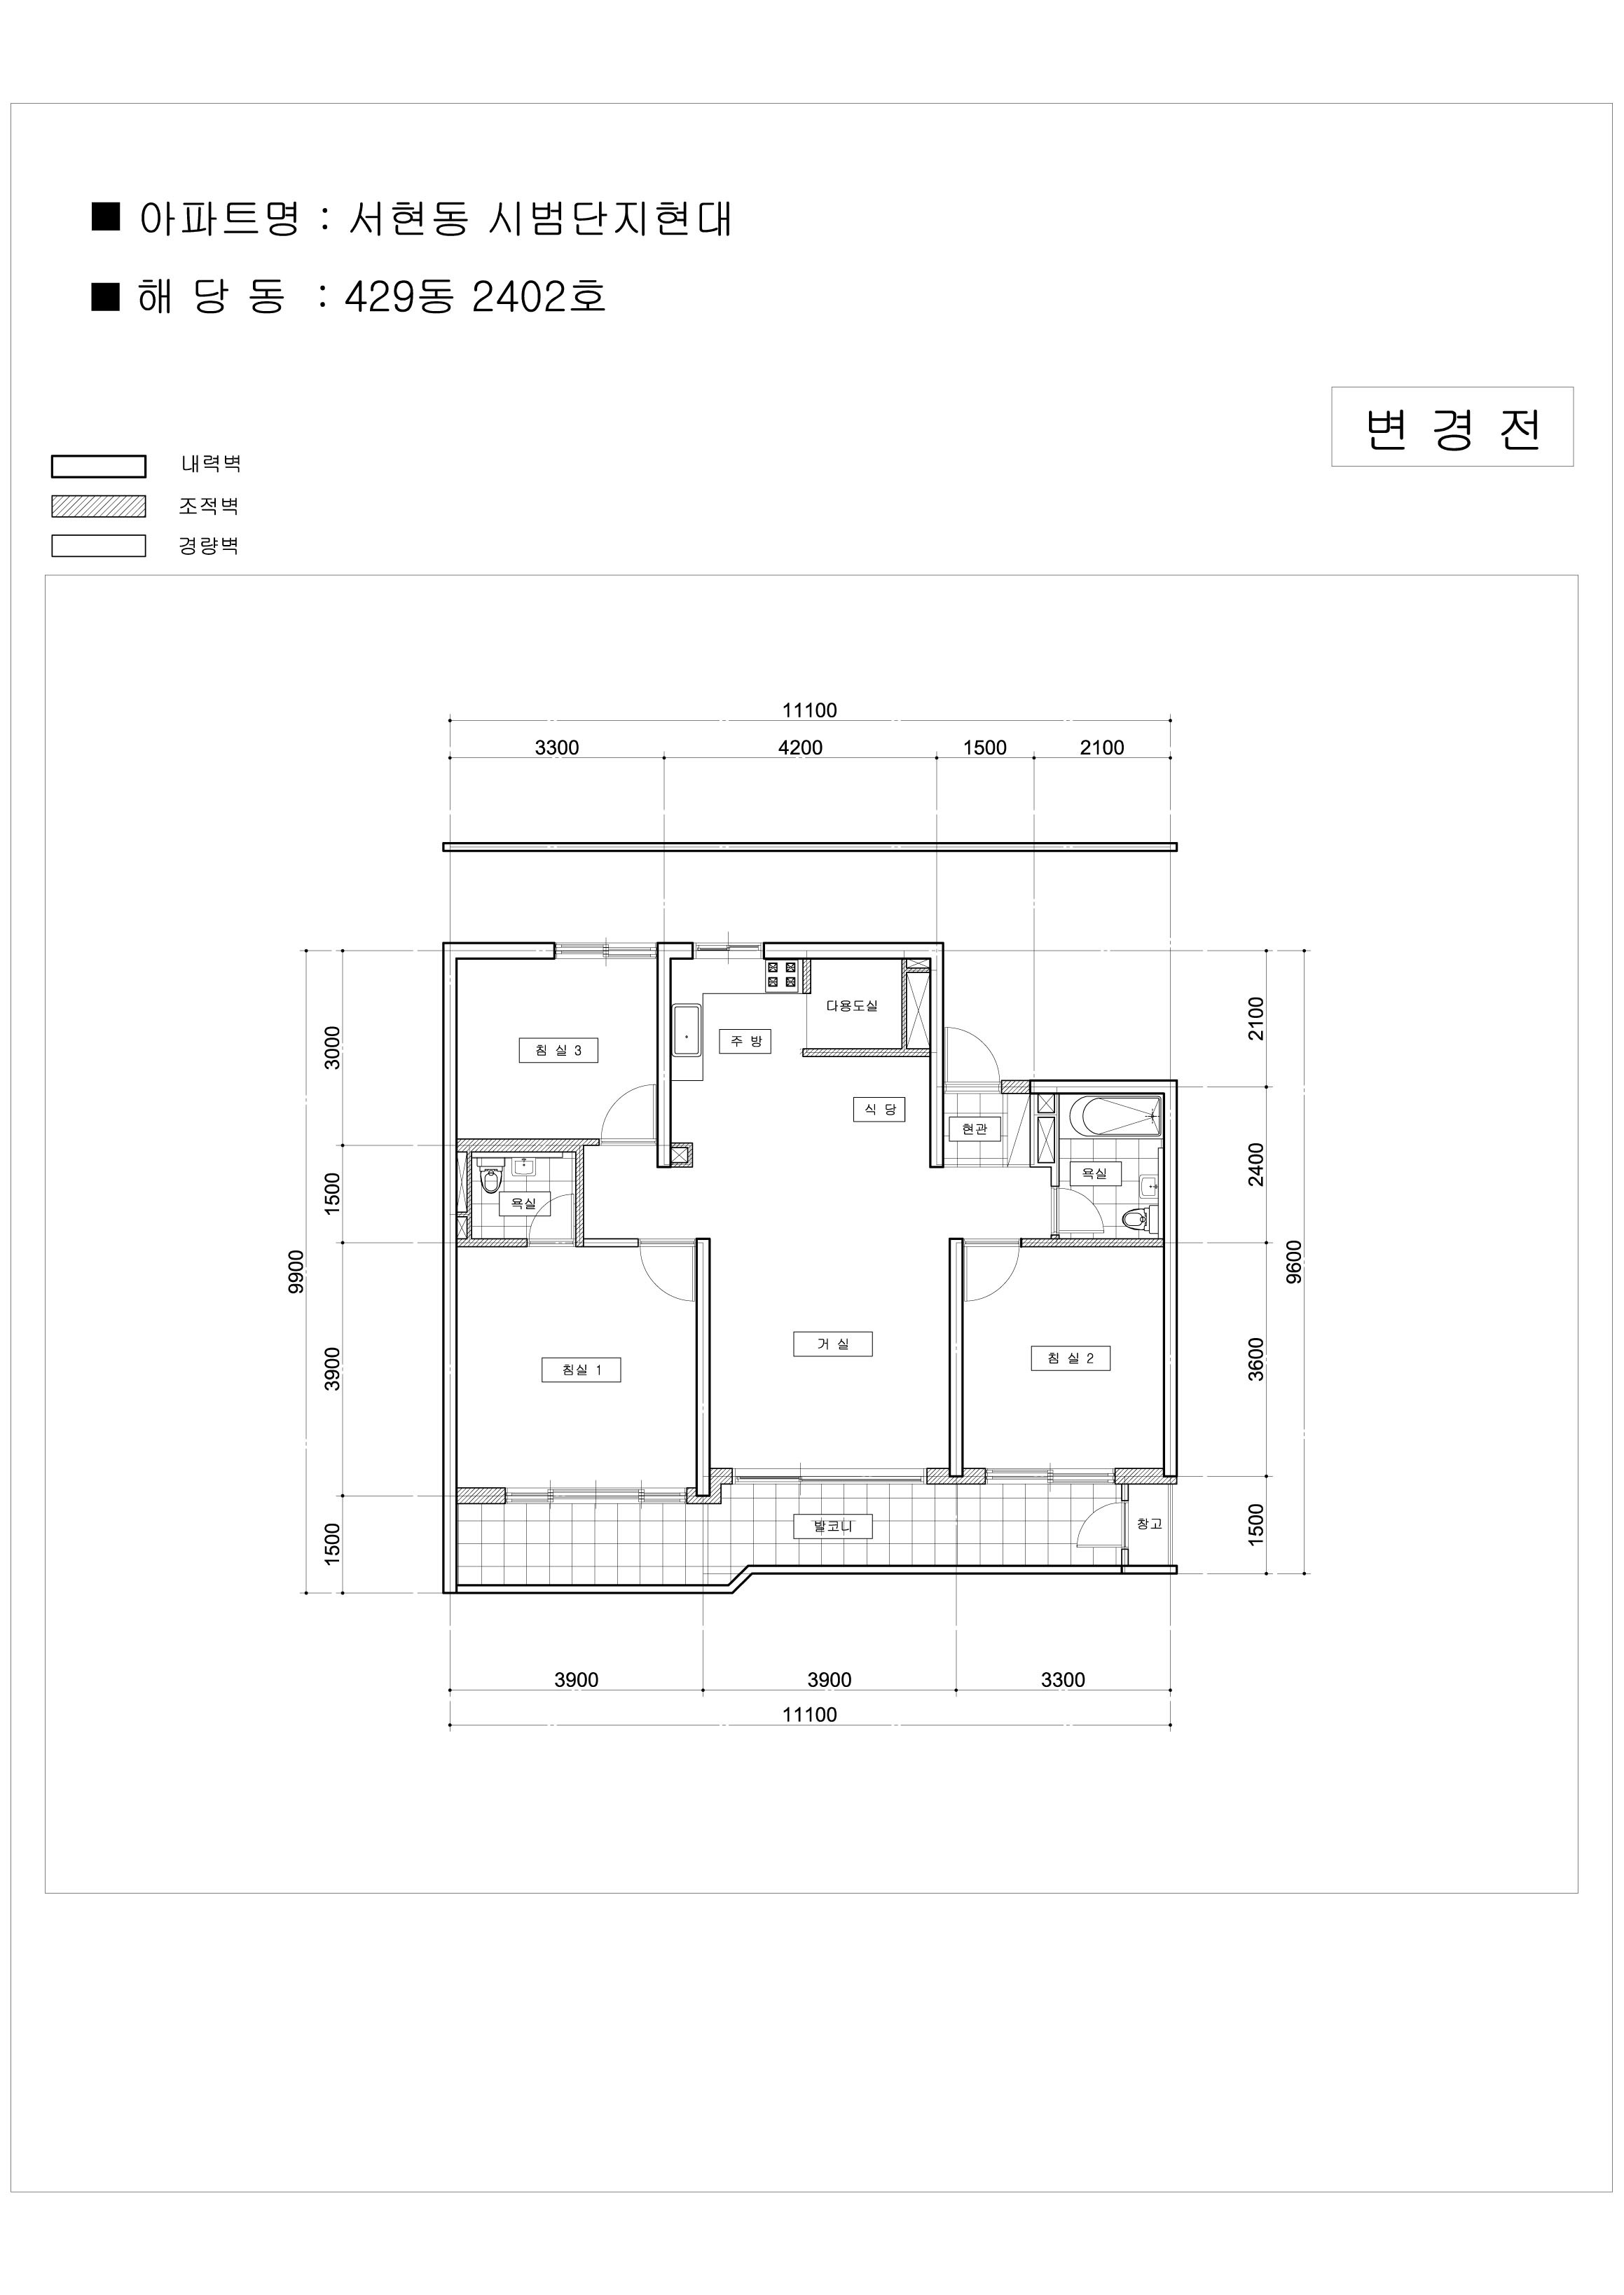 ■ 아파트명 : 서현동 시범단지현대
■ 해 당 동 : 429동 2402호
변 경 전
내력벽
조적벽
경량벽
11100
3300 4200 1500 2100
다용도실
주 방
침 실 3
식 당
현관
욕실
욕실
거 실
침 실 2
침실 1
발코니
창고
3000
1500
3900
1500
9900
2100
2400
3600
1500
9600
3900 3900 3300
11100